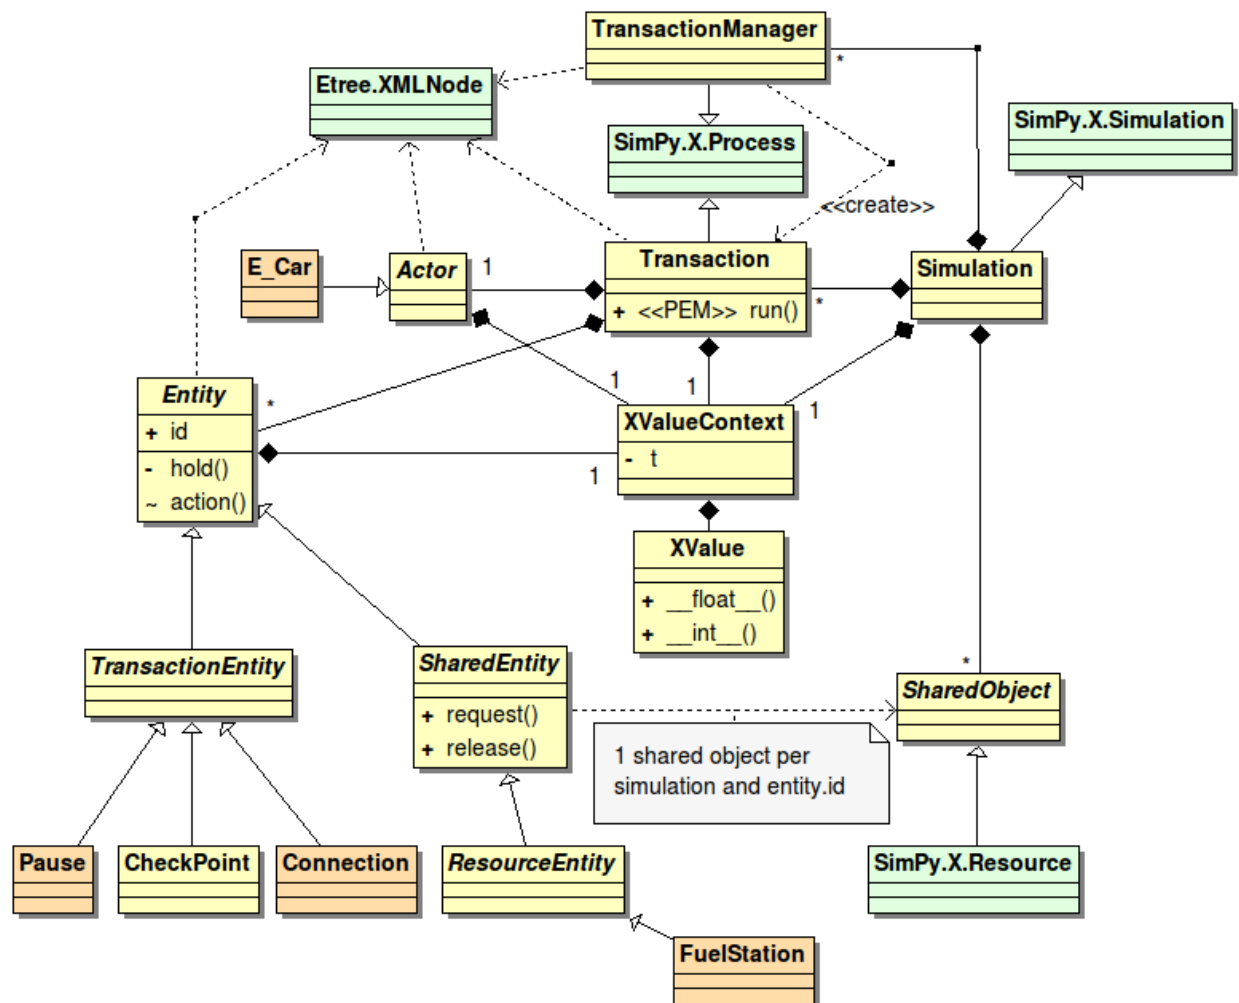 TransactionManager
*
Etree.XMLNode
SimPy.X.Simulation
SimPy.X.Process
<<create>>
E_Car
Actor
1
Transaction
+ <<PEM>> run()
*
Simulation
Entity
+ id
- hold()
~ action()
*
1
1
1
XValueContext
- t
1
XValue
+ __float__()
+ __int__()
TransactionEntity
SharedEntity
+ request()
+ release()
*
SharedObject
1 shared object per
simulation and entity.id
Pause
CheckPoint
Connection
ResourceEntity
SimPy.X.Resource
FuelStation